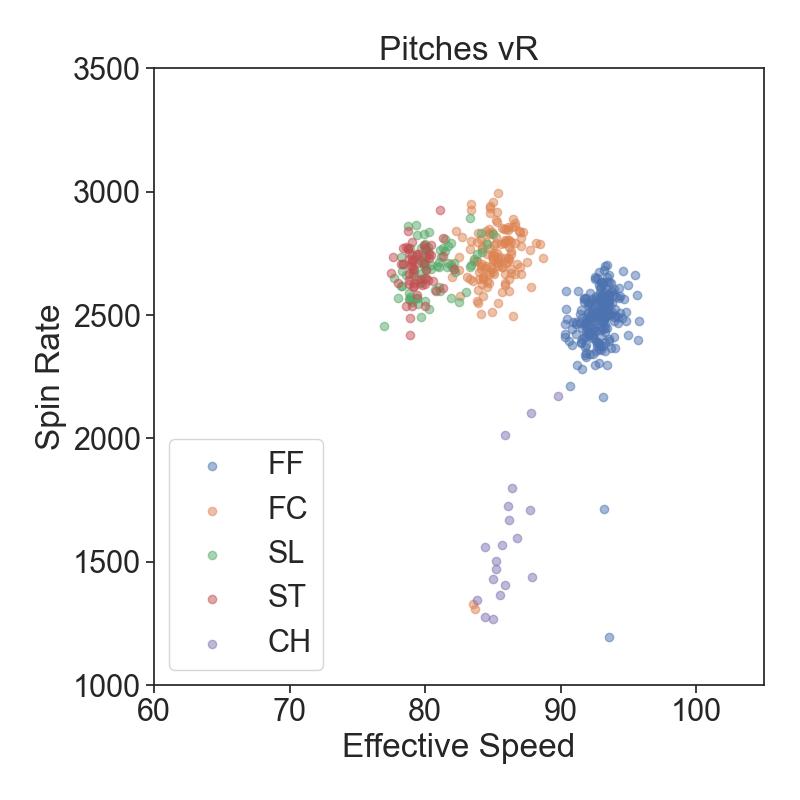 Pitches vR
3500
3000
2500
2000
1500
1000
Spin Rate
FF
FC
SL
ST
CH
60 70 80 90 100
Effective Speed